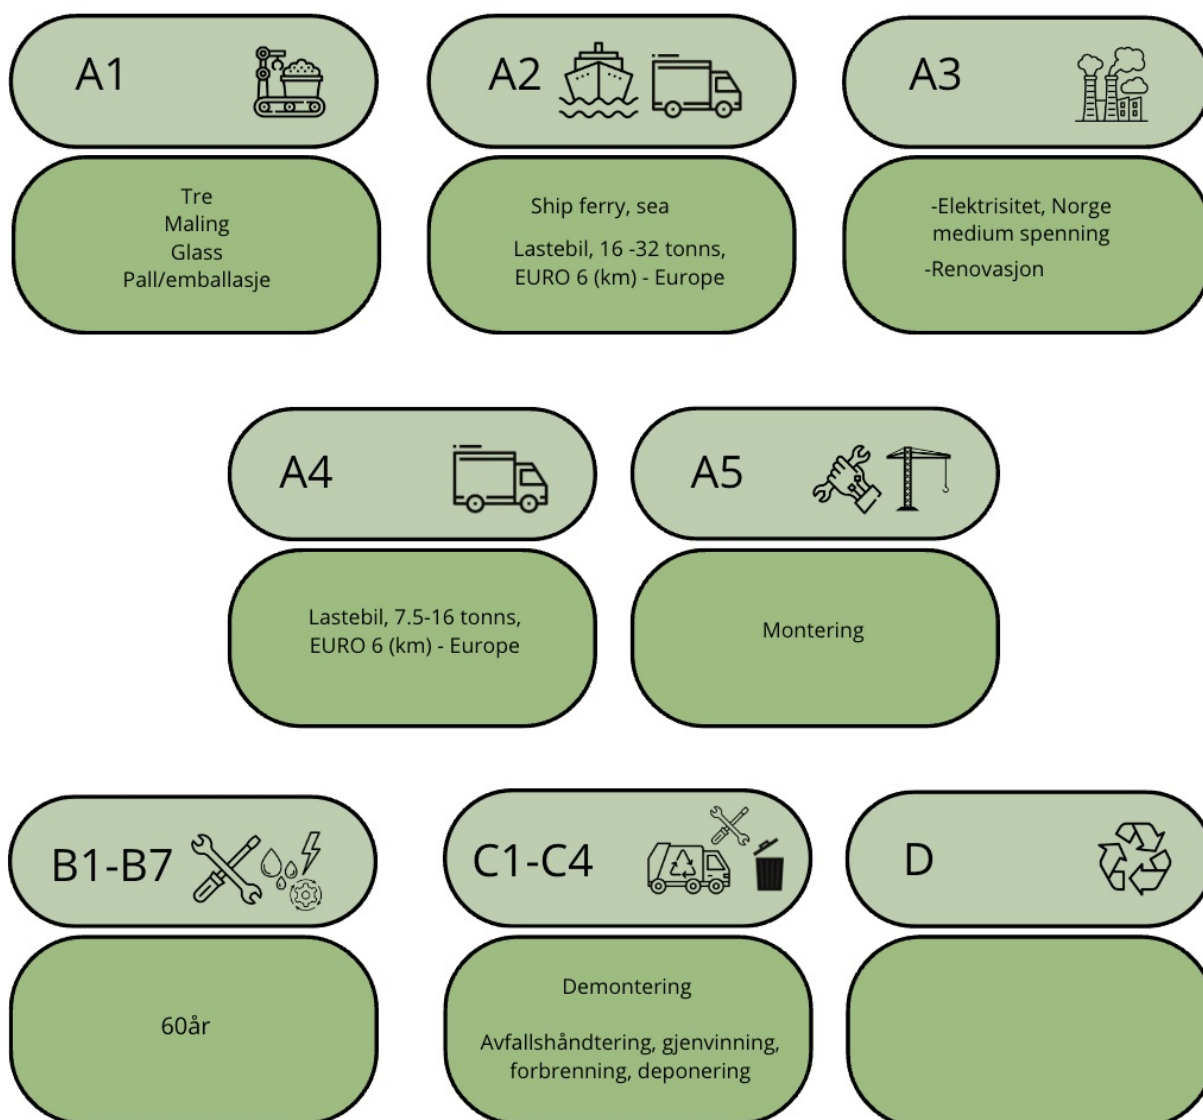 A1
A2
A3
Tre
Maling
Glass
Pall/emballasje
Ship ferry, sea
Lastebil, 16 -32 tonns,
EURO 6 (km) - Europe
-Elektrisitet, Norge
medium spenning
-Renovasjon
A4
A5
Lastebil, 7.5-16 tonns,
EURO 6 (km) - Europe
Montering
B1-B7
C1-C4
D
60år
Demontering
Avfallshåndtering, gjenvinning,
forbrenning, deponering